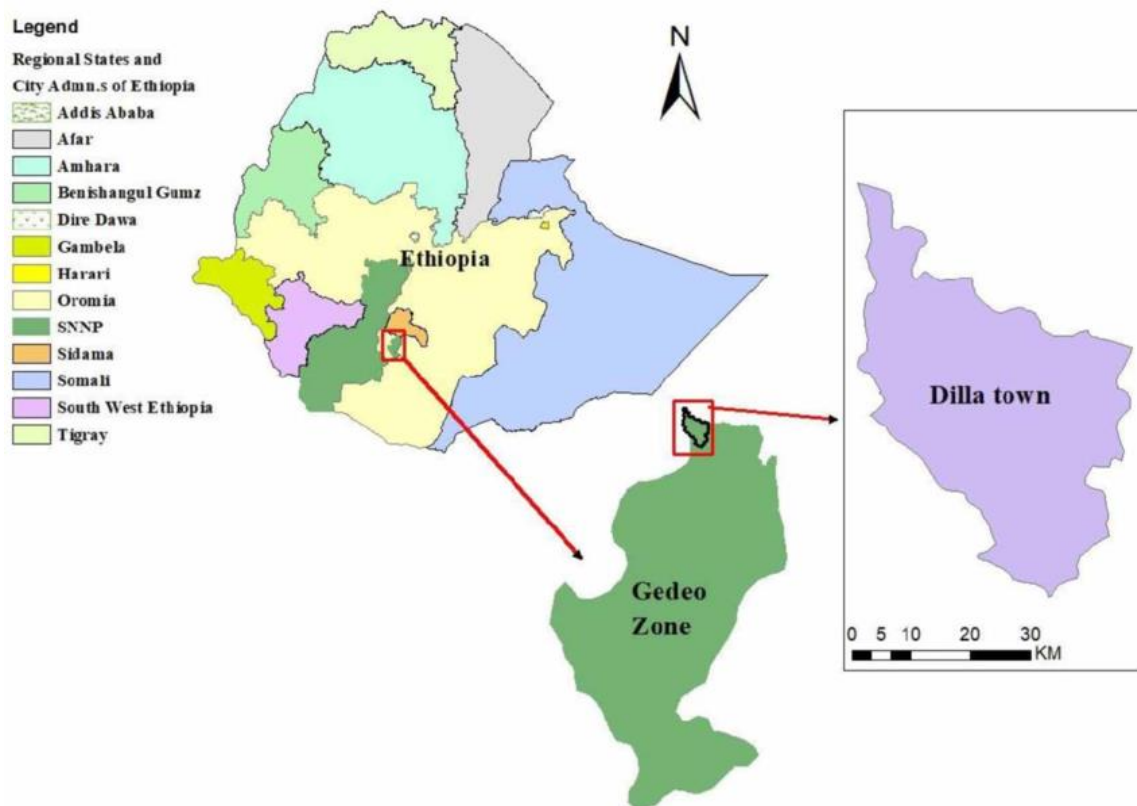 Legend
Regional States and
City Admn.s of Ethiopia
Addis Ababa
Afar
Amhara
Benishangul Gumz
Dire Dawa
Gambela
Harari
Oromia
SNNP
Sidama
Somali
South West Ethiopia
Tigray
N
Ethiopia
Dilla town
Gedeo
Zone
0 5 10 20 30
KM